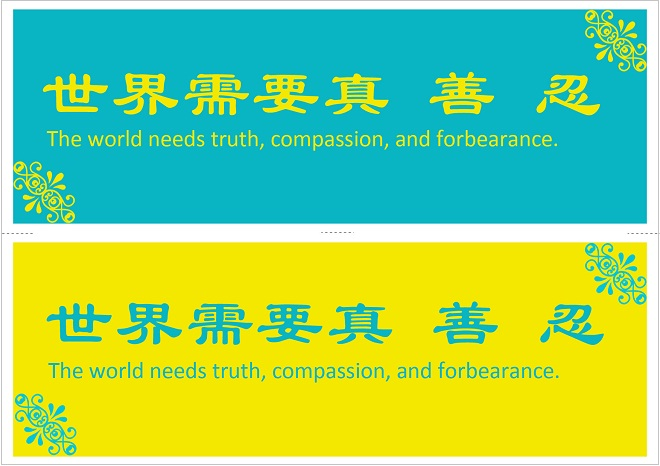 世界需要真 善 忍
The world needs truth, compassion, and forbearance.
世界需要真 善 忍
The world needs truth, compassion, and forbearance.